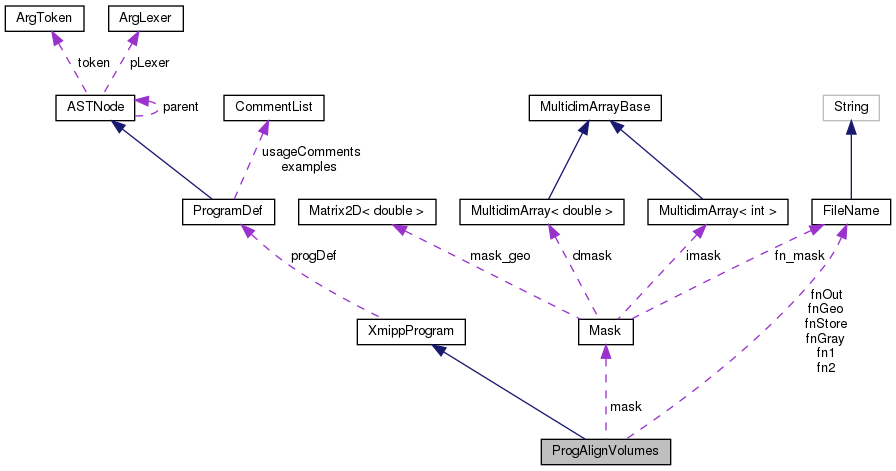 ArgToken
ArgLexer
token
pLexer
ASTNode
parent
CommentList
MultidimArrayBase
String
usageComments
examples
ProgramDef
Matrix2D< double >
MultidimArray< double >
MultidimArray< int >
FileName
progDef
mask_geo
dmask
imask
fn_mask
fnOut
fnGeo
fnStore
fnGray
fn1
fn2
XmippProgram
Mask
mask
ProgAlignVolumes